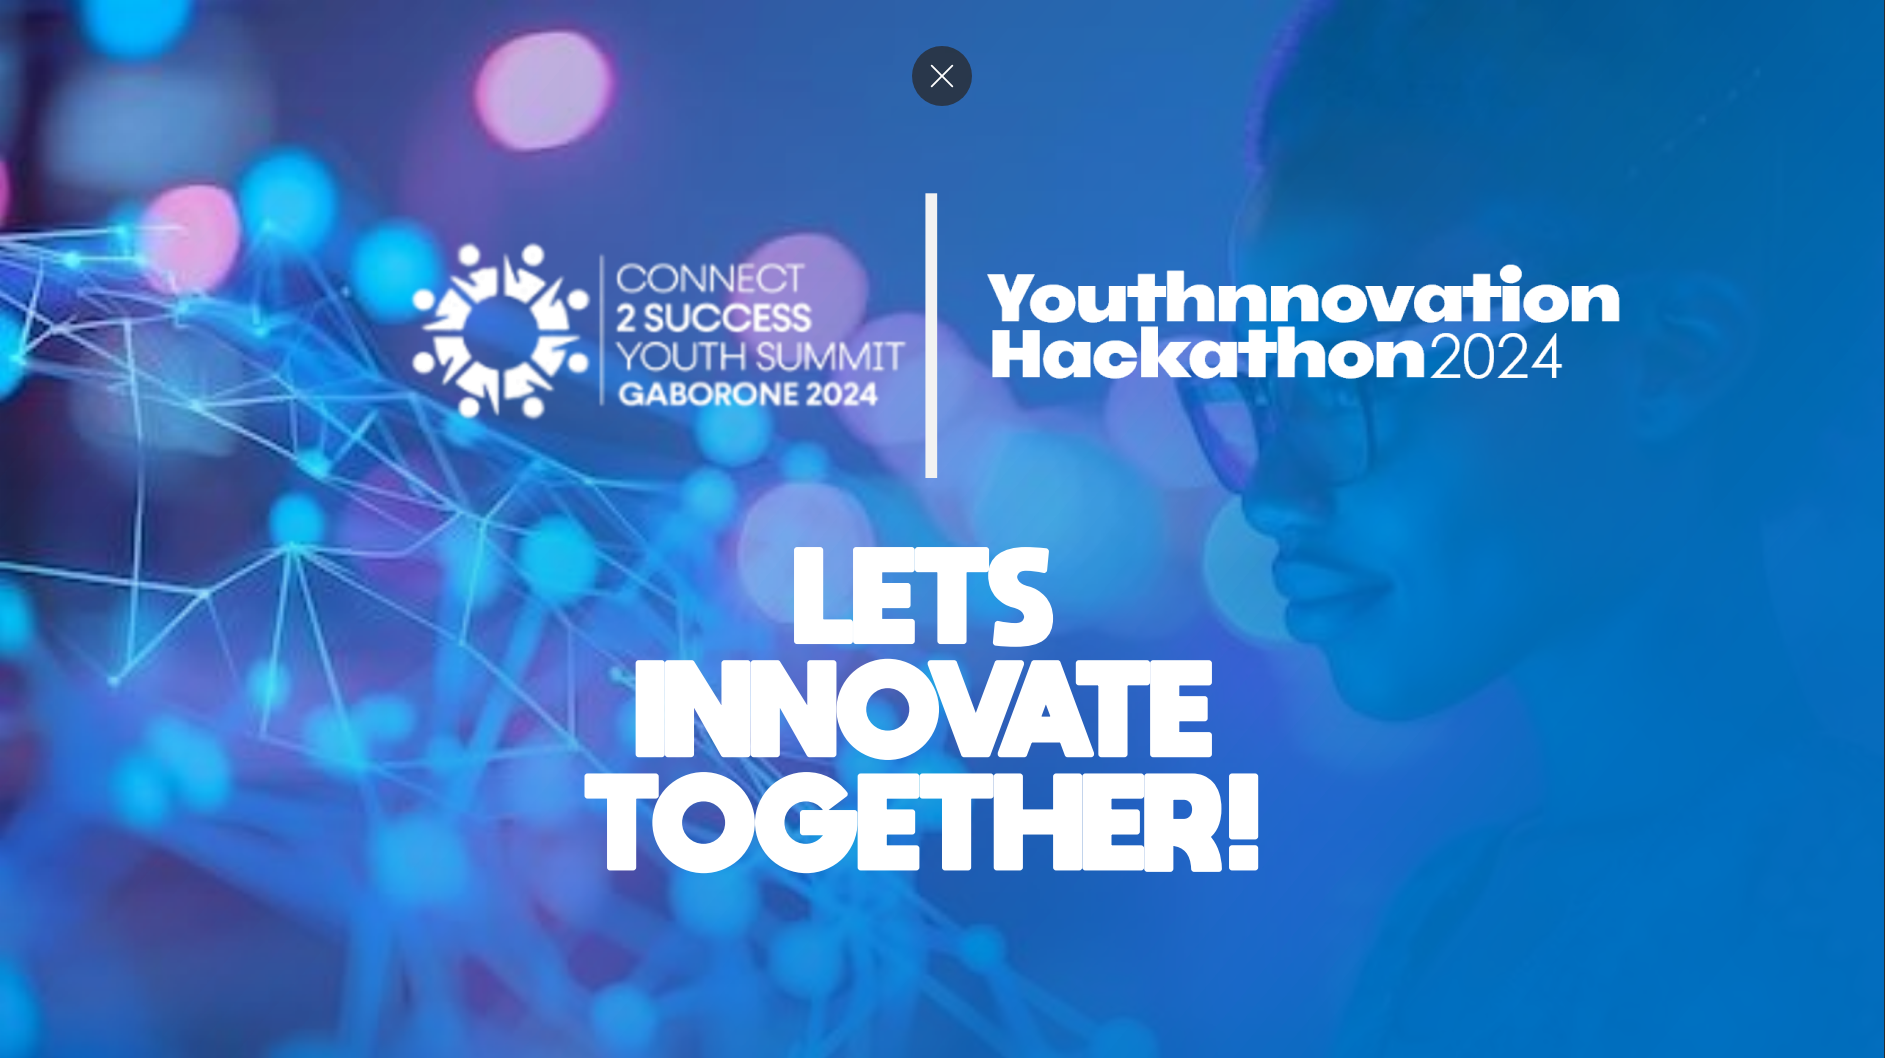 CONNECT
2 SUCCESS
YOUTH SUMMIT
GABORONE 2024
Youthnnovation
Hackathon2024
LETS
INNOVATE
TOGETHER!